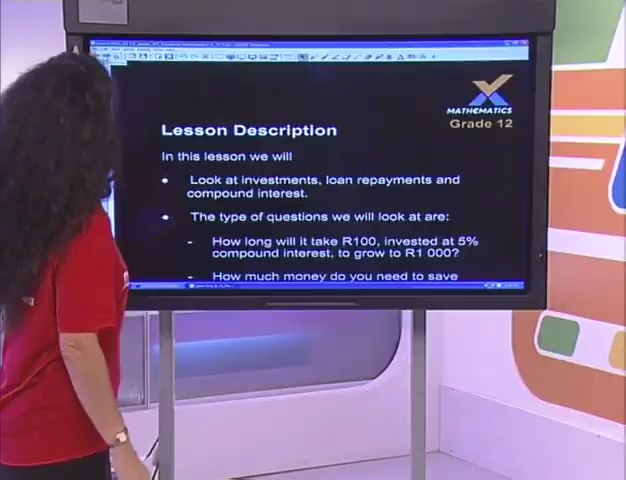 MATHEMATICS
Grade 12
Lesson Description
In this lesson we will
• Look at investments, loan repayments and
compound interest.
• The type of questions we will look at are:
- How long will it take R100, invested at 5%
compound interest, to grow to R1 000?
- How much money do you need to save